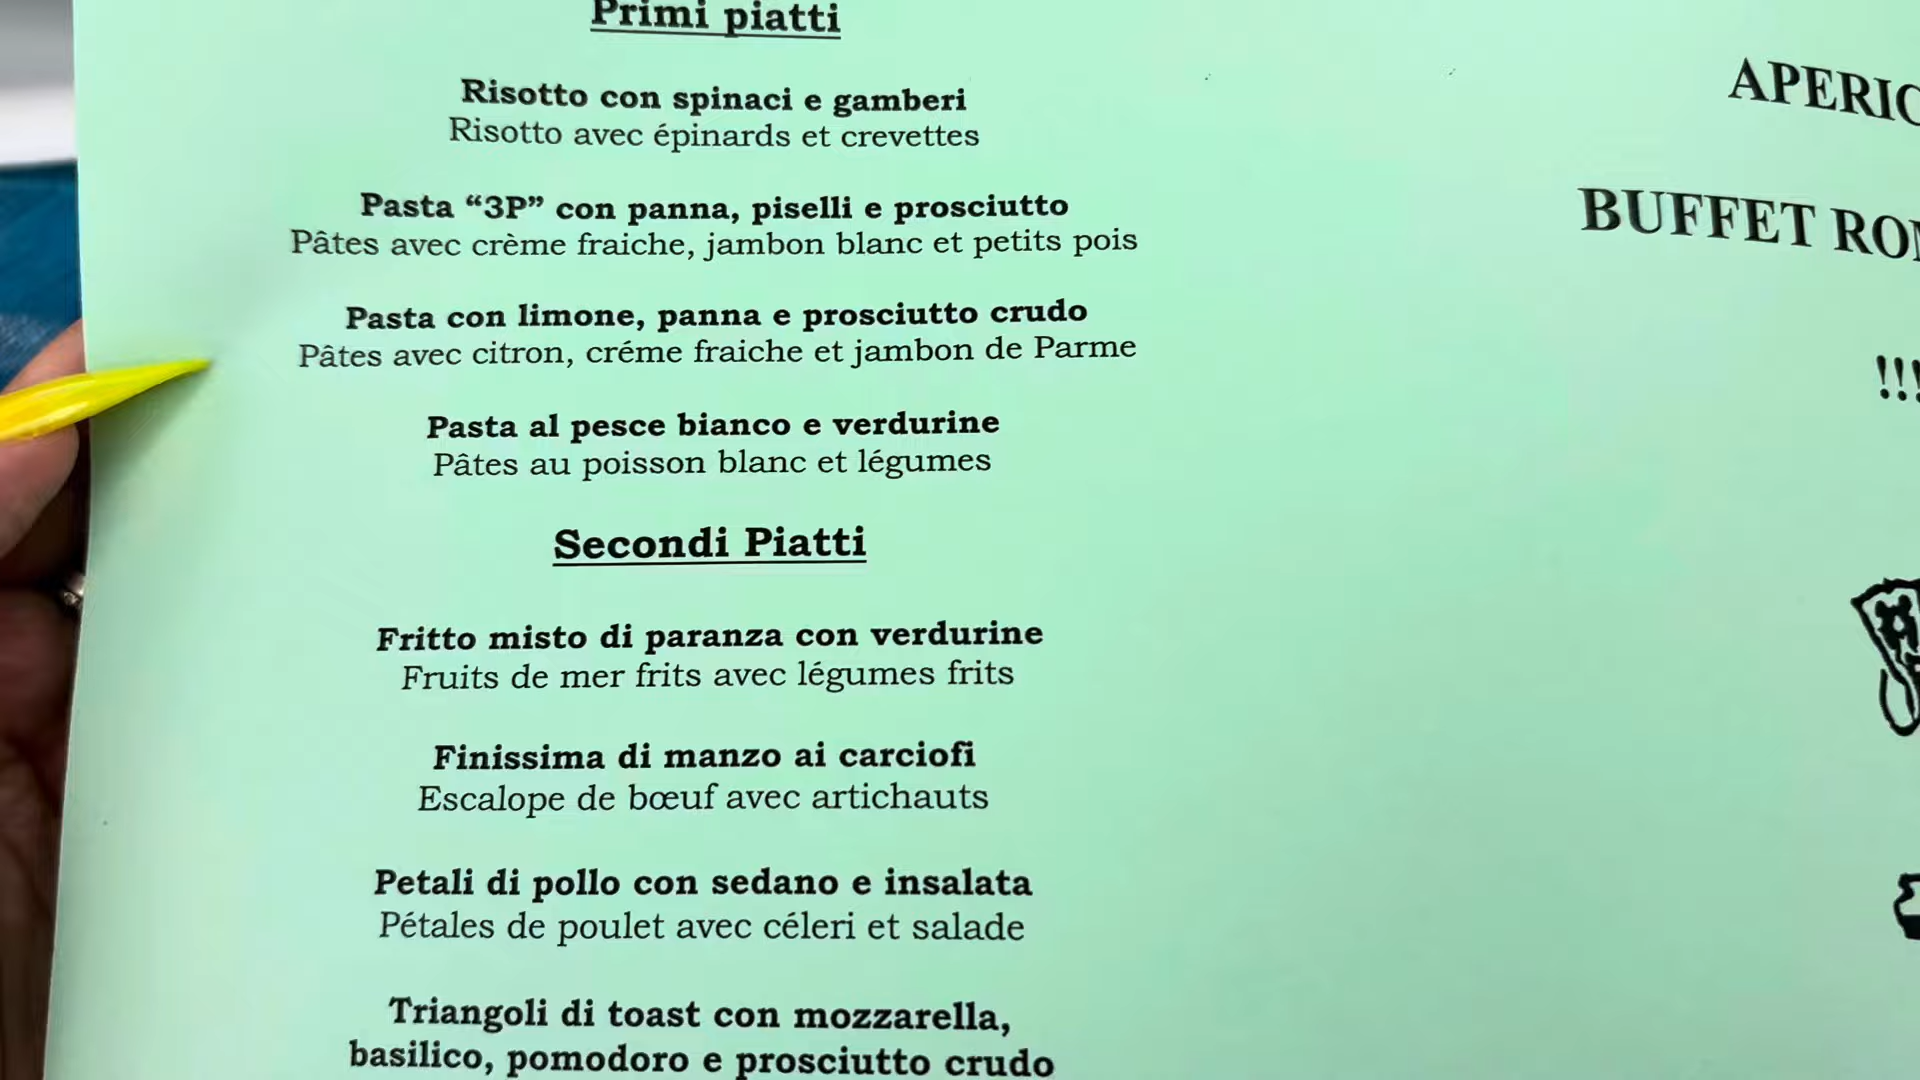 Primi piatti
Risotto con spinaci e gamberi
Risotto avec épinards et crevettes
Pasta “3P” con panna, piselli e prosciutto
Pâtes avec crème fraiche, jambon blanc et petits pois
Pasta con limone, panna e prosciutto crudo
Pâtes avec citron, créme fraiche et jambon de Parme
Pasta al pesce bianco e verdurine
Pâtes au poisson blanc et légumes
Secondi Piatti
Fritto misto di paranza con verdurine
Fruits de mer frits avec légumes frits
Finissima di manzo ai carciofi
Escalope de bœuf avec artichauts
Petali di pollo con sedano e insalata
Pétales de poulet avec céleri et salade
Triangoli di toast con mozzarella,
basilico, pomodoro e prosciutto crudo
BUFFET
!!!